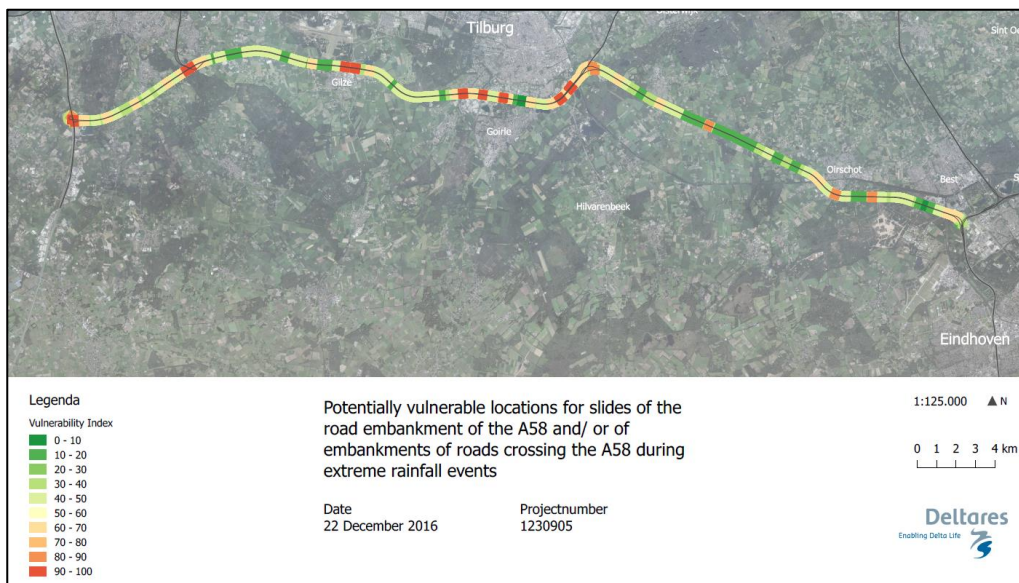 Tilburg
Sint Oe
Gilze
Goirle
Oirschot
Best
S
Hilvarenbeek
Eindhoven
Legenda
Vulnerability Index
0 - 10
10 - 20
20 - 30
30 - 40
40 - 50
50 - 60
60 - 70
70 - 80
80 - 90
90 - 100
Potentially vulnerable locations for slides of the
road embankment of the A58 and/ or of
embankments of roads crossing the A58 during
extreme rainfall events
Date
22 December 2016
Projectnumber
1230905
1:125.000 N
0 1 2 3 4 km
Deltares
Enabling Delta Life